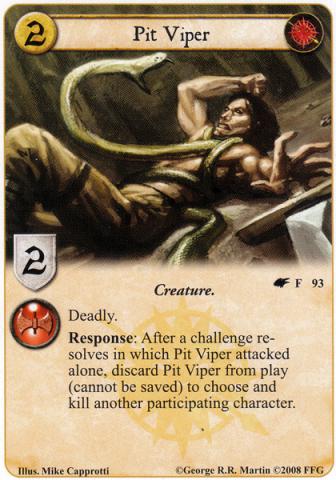 2
Pit Viper
2
Creature.
F 93
Deadly.
Response: After a challenge re-
solves in which Pit Viper attacked
alone, discard Pit Viper from play
(cannot be saved) to choose and
kill another participating character.
Illus. Mike Capprotti ©George R.R. Martin ©2008 FFG